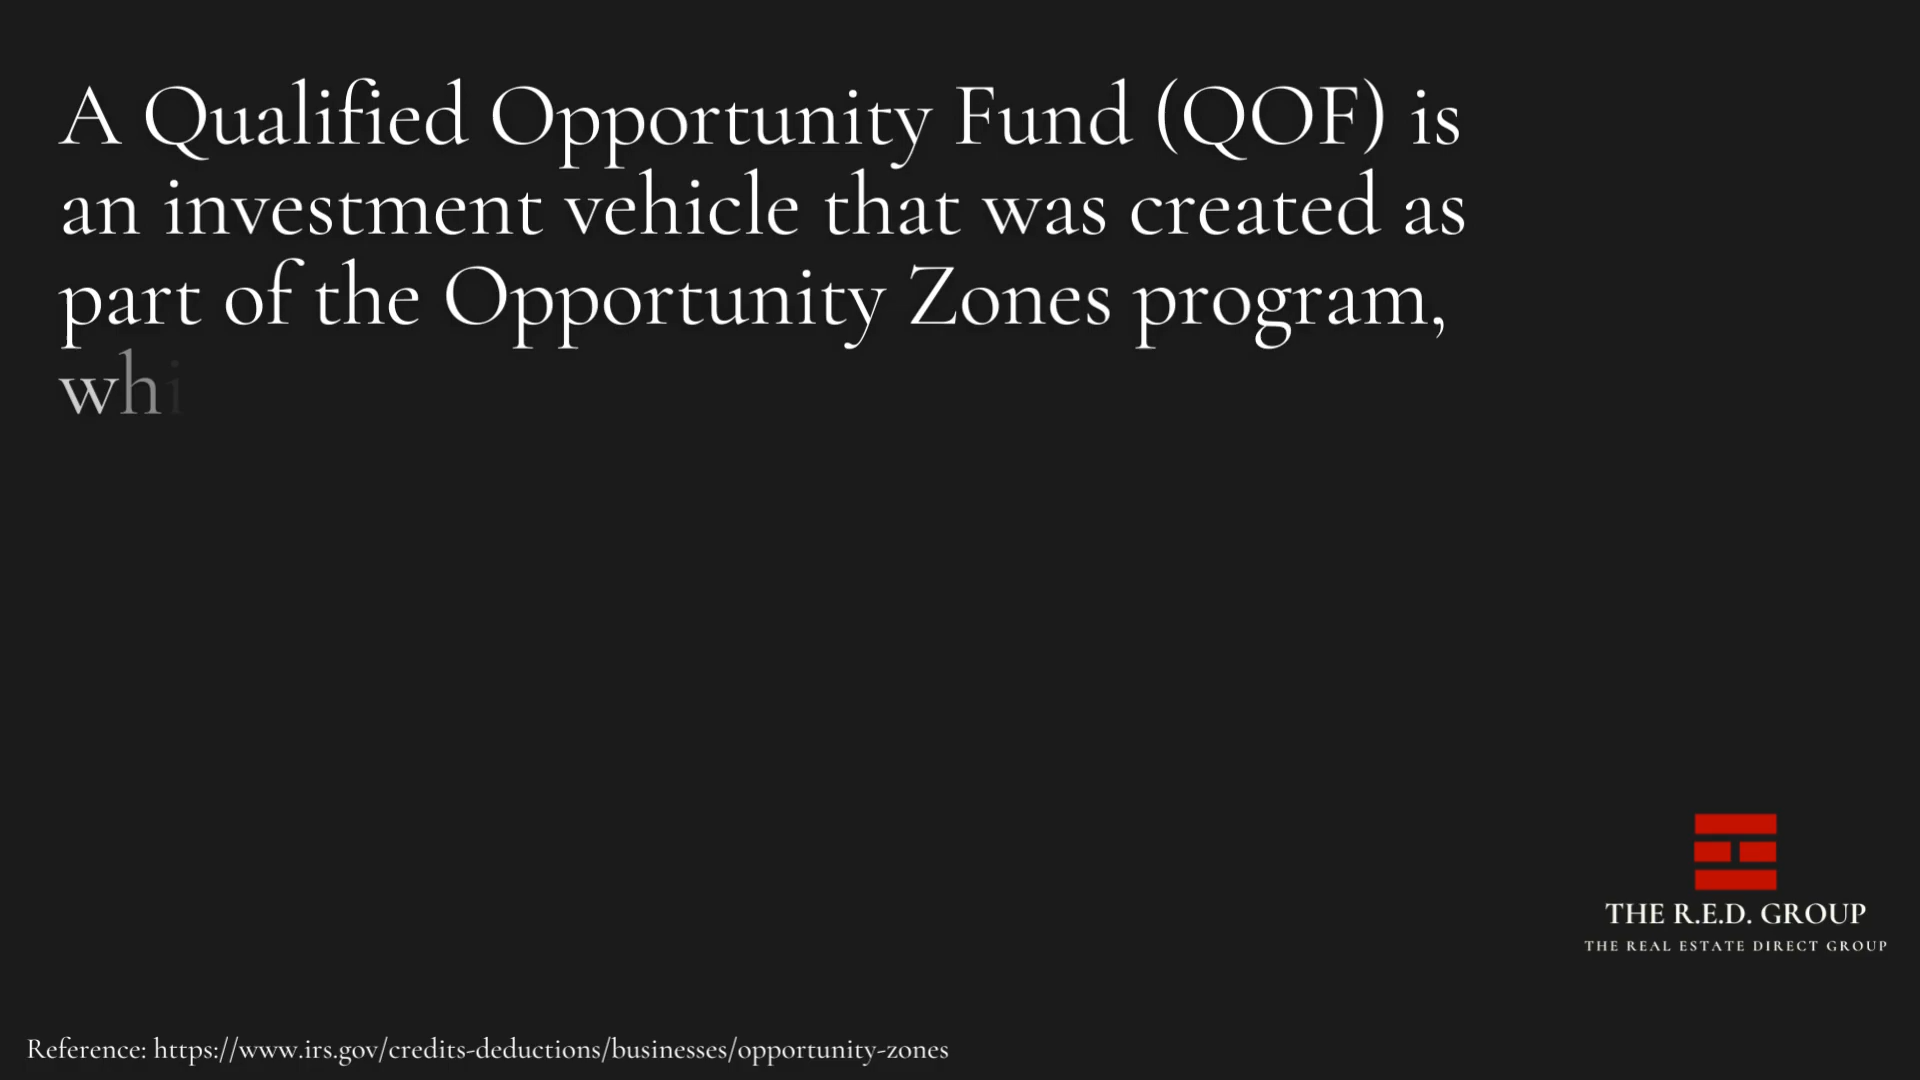 A Qualified Opportunity Fund (QOF) is
an investment vehicle that was created as
part of the Opportunity Zones program,
whi
THE R.E.D. GROUP
THE REAL ESTATE DIRECT GROUP
Reference: https://www.irs.gov/credits-deductions/businesses/opportunity-zones